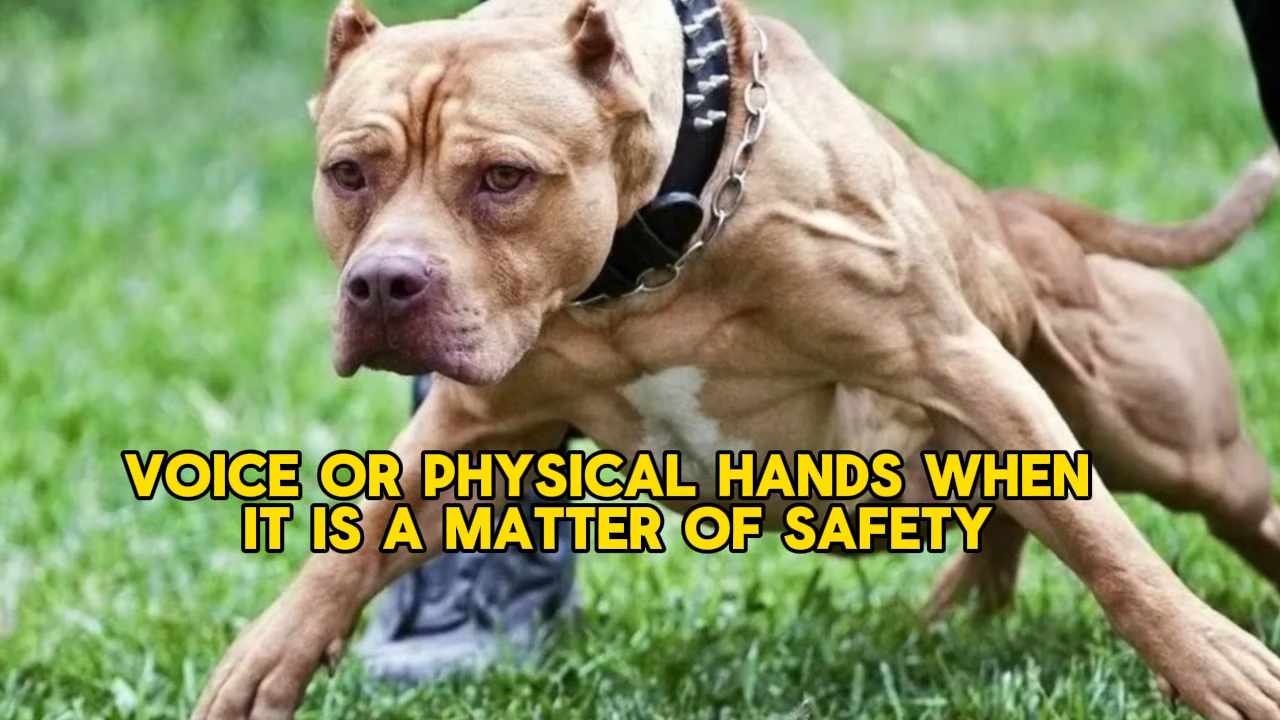 VOICE OR PHYSICAL HANDS WHEN
IT IS A MATTER OF SAFETY